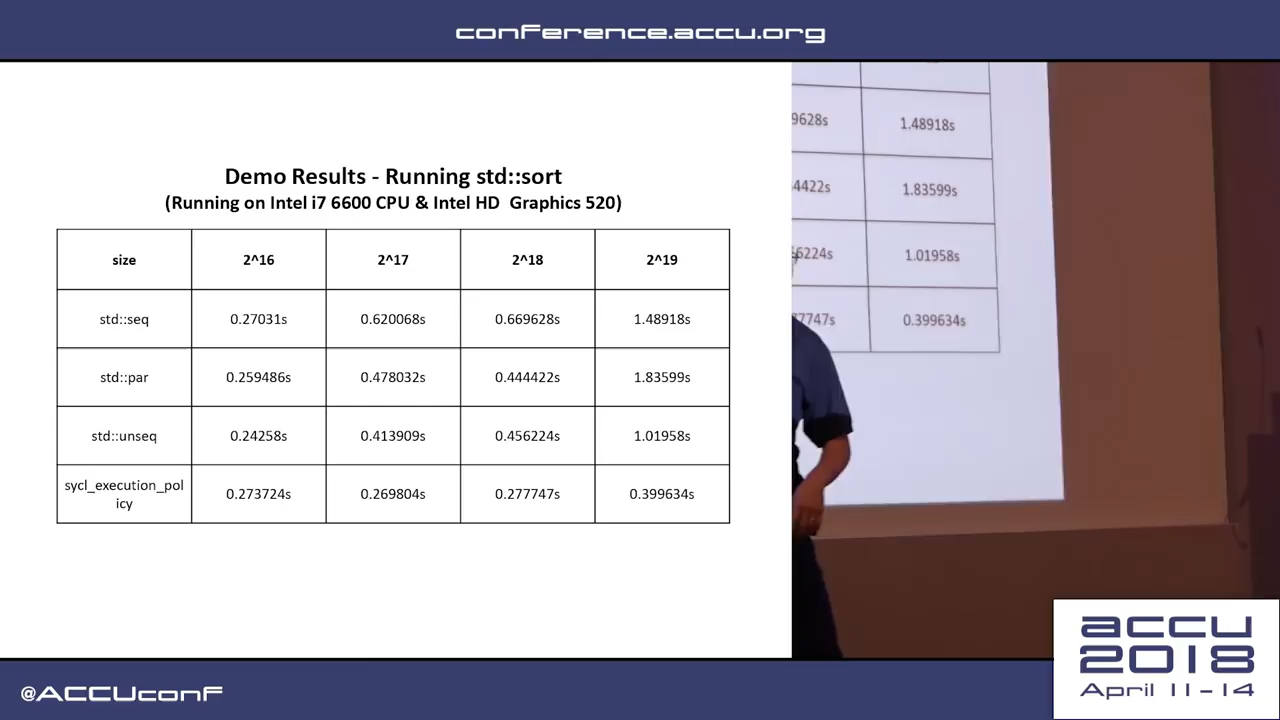 conference.accu.org
Demo Results - Running std::sort
(Running on Intel i7 6600 CPU & Intel HD Graphics 520)
size 2^16 2^17 2^18 2^19
std::seq 0.27031s 0.620068s 0.669628s 1.48918s
std::par 0.259486s 0.478032s 0.444422s 1.83599s
std::unseq 0.24258s 0.413909s 0.456224s 1.01958s
sycl_execution_pol
icy 0.273724s 0.269804s 0.277747s 0.399634s
9628s 1.48918s
4422s 1.83599s
56224s 1.01958s
77747s 0.399634s
accu
2018
April 11-14
@ACCUconf